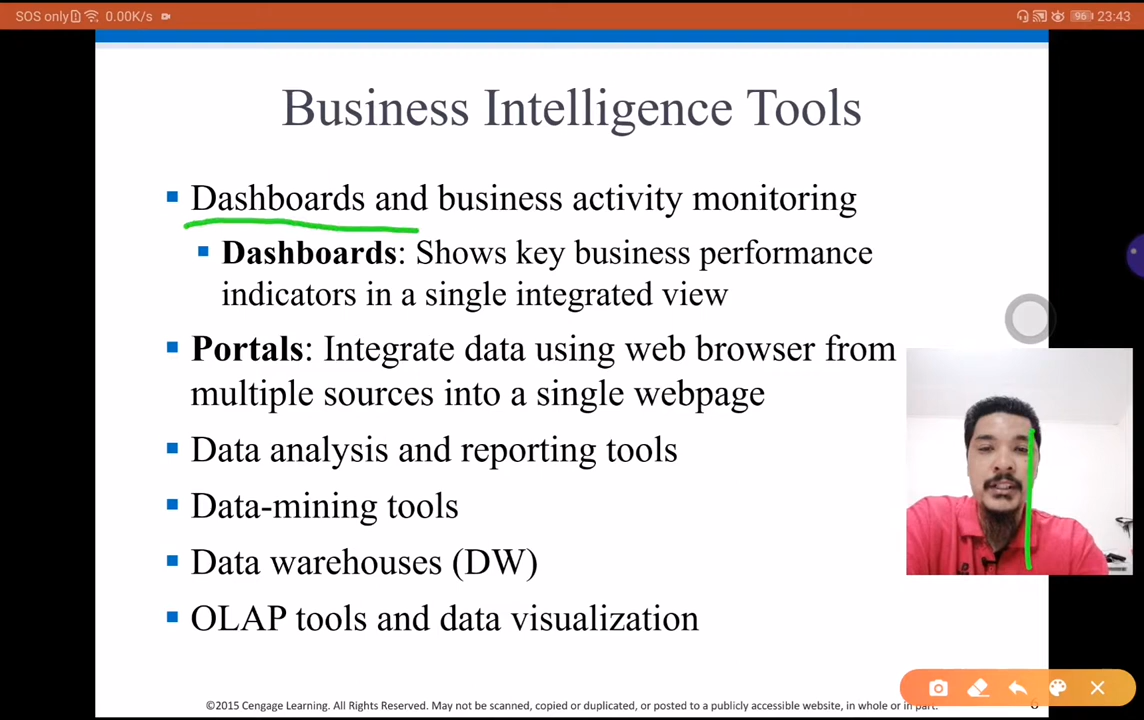 SOS only 0.00K/s 96 23:43
Business Intelligence Tools
Dashboards and business activity monitoring
Dashboards: Shows key business performance
indicators in a single integrated view
Portals: Integrate data using web browser from
multiple sources into a single webpage
Data analysis and reporting tools
Data-mining tools
Data warehouses (DW)
OLAP tools and data visualization
©2015 Cengage Learning. All Rights Reserved. May not be scanned, copied or duplicated, or posted to a publicly accessible website, in whole or in part.